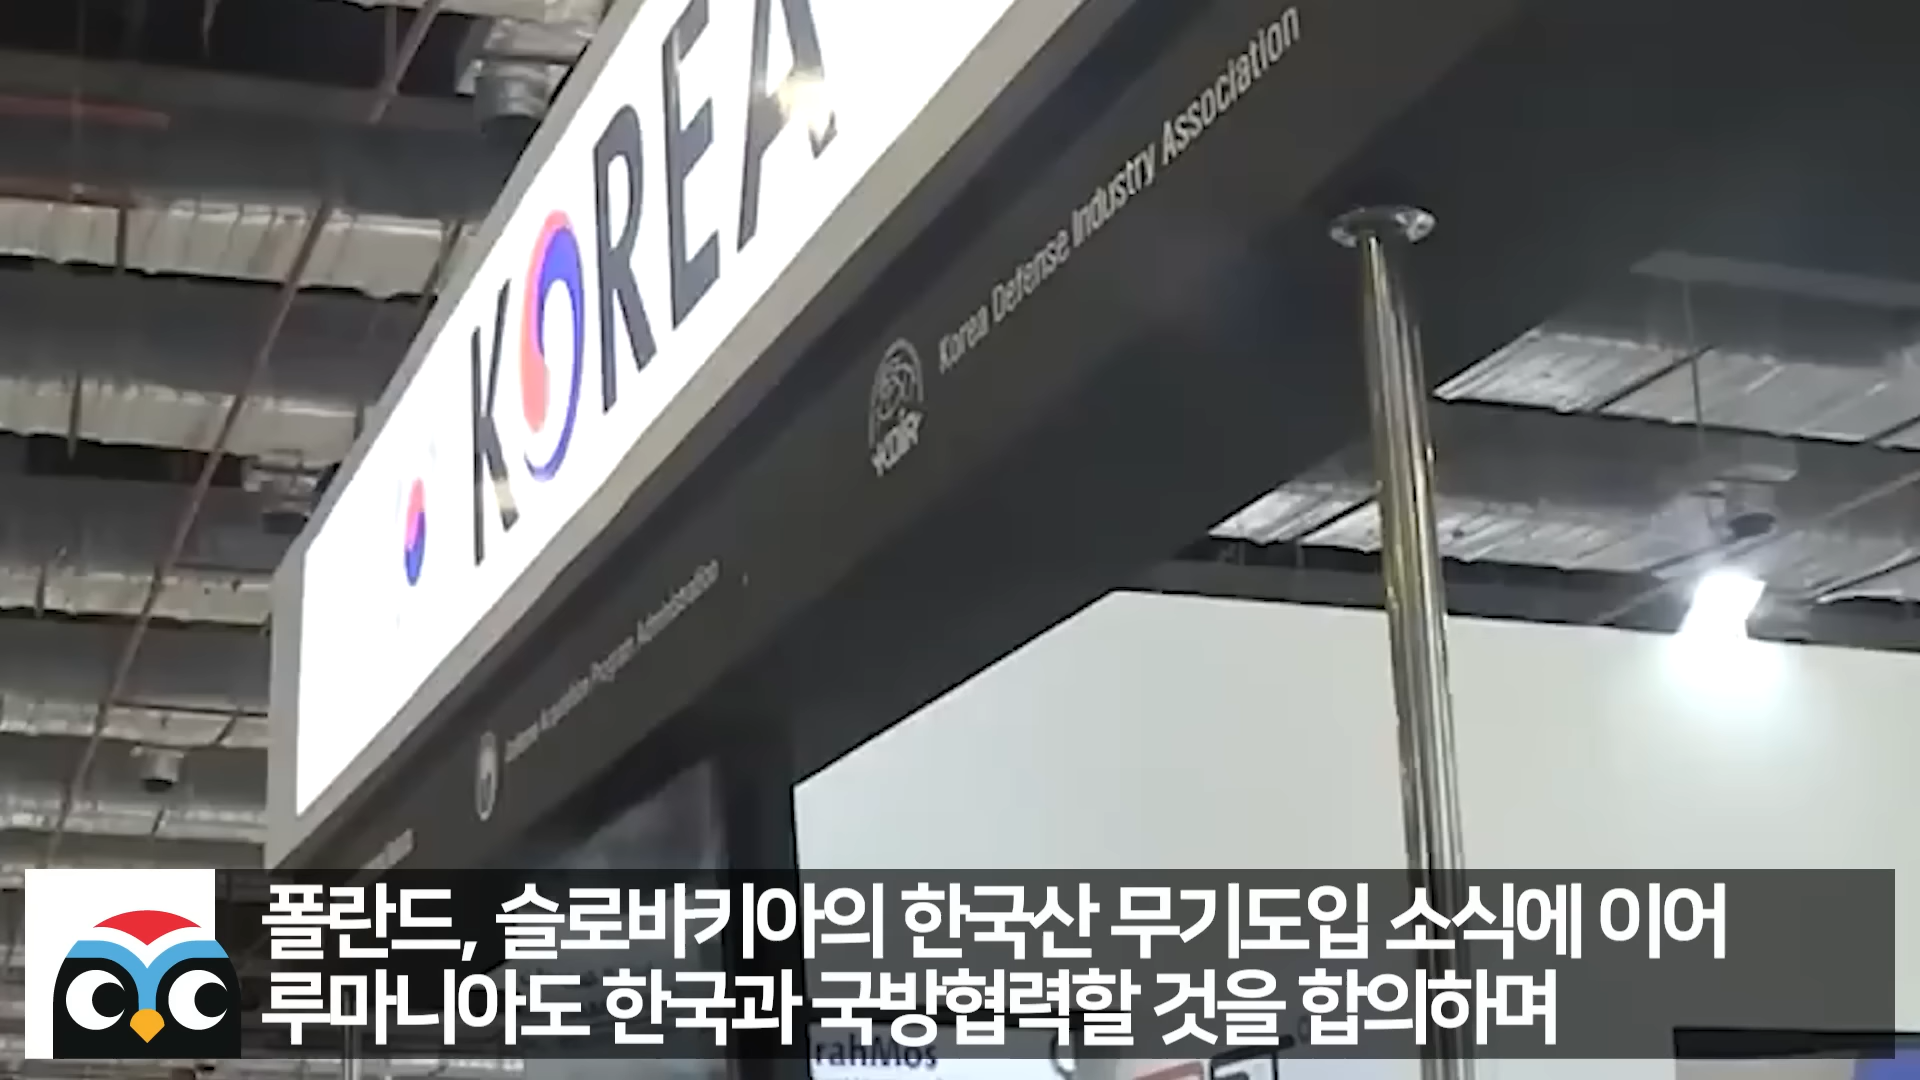 KOREA
Korea Defense Industry Association
Defense Acquisition Program Administration
폴란드, 슬로바키아의 한국산 무기도입 소식에 이어
루마니아도 한국과 국방협력할 것을 합의하며
rahMos